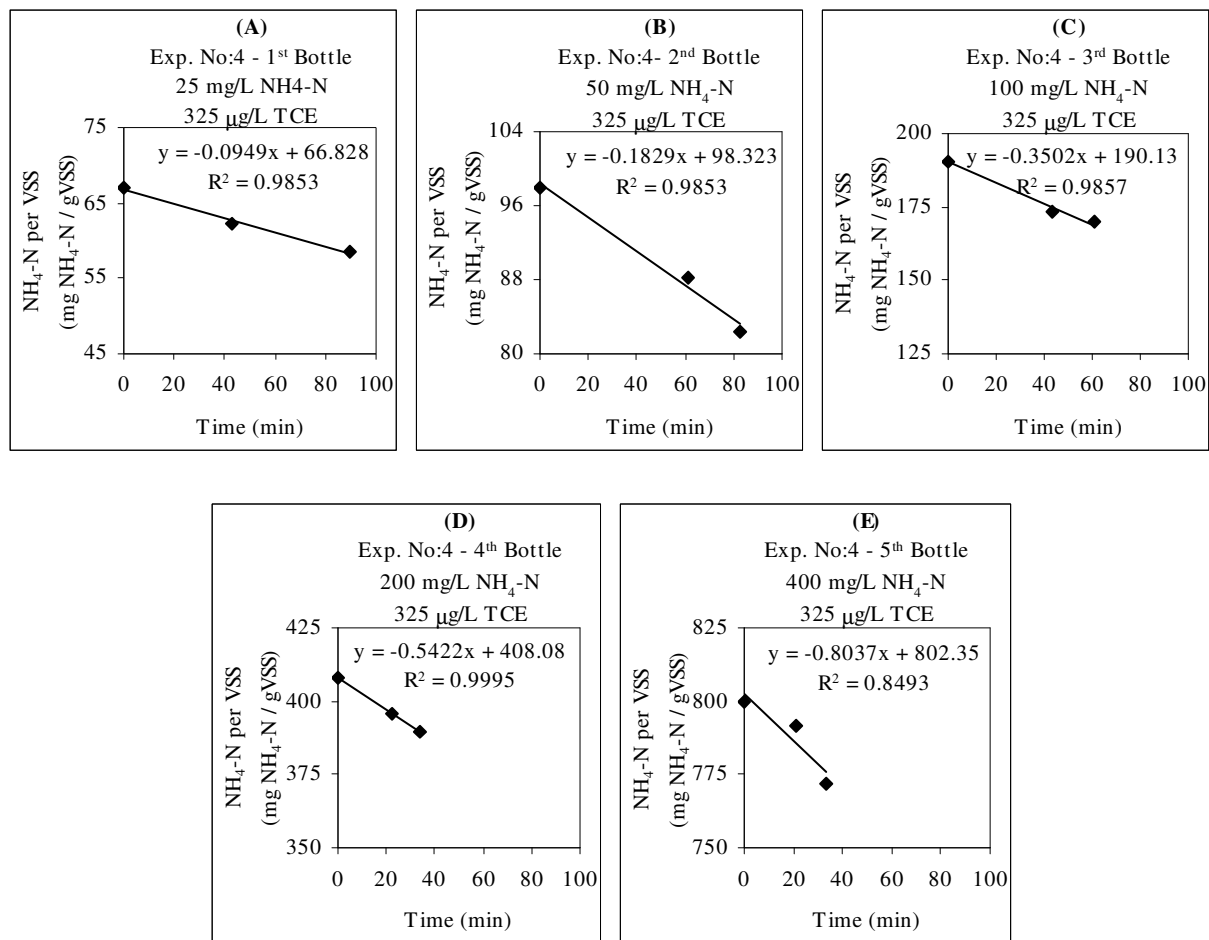 (A)
Exp. No:4 - 1st Bottle
25 mg/L NH4-N
325 µg/L TCE
y = -0.0949x + 66.828
R² = 0.9853
NH₄-N per VSS
(mg NH₄-N / gVSS)
75
65
55
45
0 20 40 60 80 100
Time (min)
(B)
Exp. No:4- 2nd Bottle
50 mg/L NH₄-N
325 µg/L TCE
y = -0.1829x + 98.323
R² = 0.9853
NH₄-N per VSS
(mg NH₄-N / gVSS)
104
96
88
80
0 20 40 60 80 100
Time (min)
(C)
Exp. No:4 - 3rd Bottle
100 mg/L NH₄-N
325 µg/L TCE
y = -0.3502x + 190.13
R² = 0.9857
NH₄-N per VSS
(mg NH₄-N / gVSS)
200
175
150
125
0 20 40 60 80 100
Time (min)
(D)
Exp. No:4 - 4th Bottle
200 mg/L NH₄-N
325 µg/L TCE
y = -0.5422x + 408.08
R² = 0.9995
NH₄-N per VSS
(mg NH₄-N / gVSS)
425
400
375
350
0 20 40 60 80 100
Time (min)
(E)
Exp. No:4 - 5th Bottle
400 mg/L NH₄-N
325 µg/L TCE
y = -0.8037x + 802.35
R² = 0.8493
NH₄-N per VSS
(mg NH₄-N / gVSS)
825
800
775
750
0 20 40 60 80 100
Time (min)